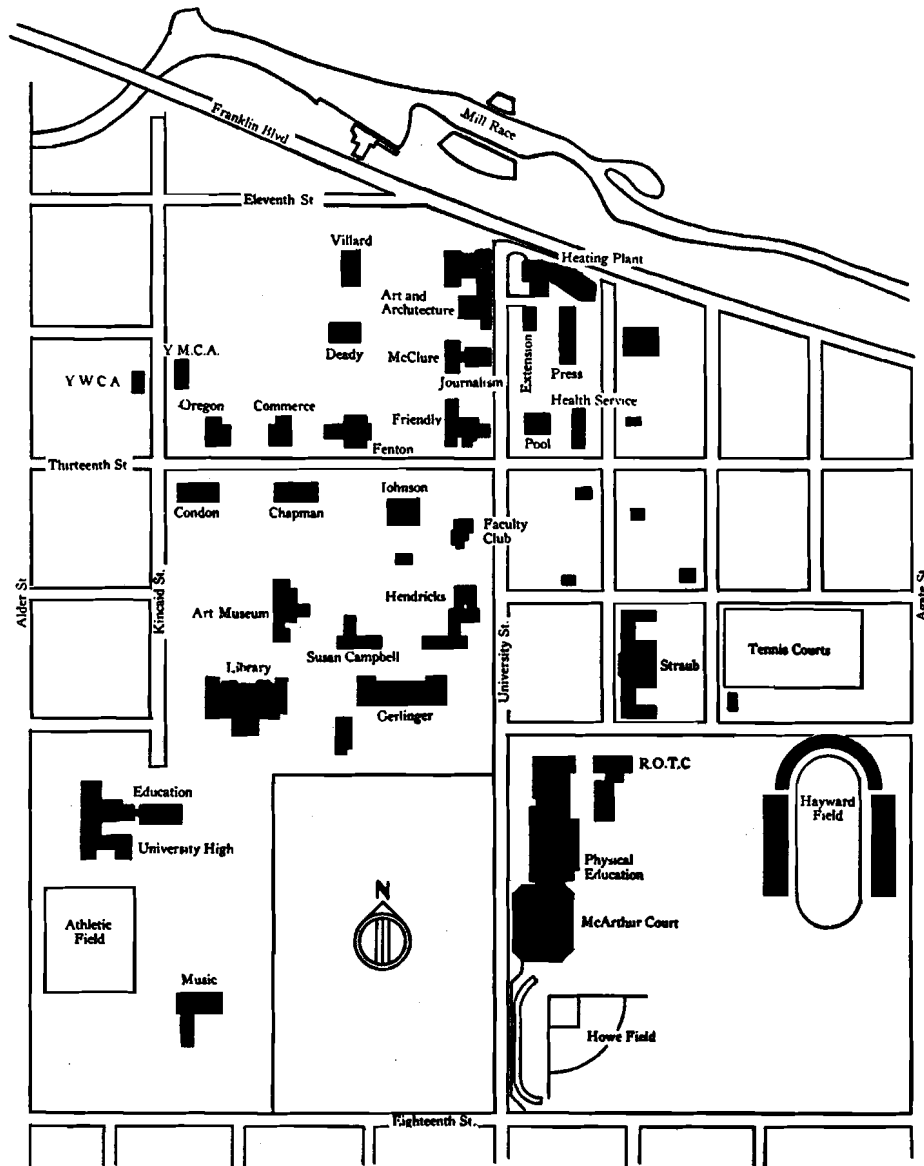 Franklin Blvd
Mill Race
Eleventh St
Villard
Heating Plant
Art and
Architecture
Deady
McClure
Journalism
Extension
Press
Y M.C.A.
Y W C A
Oregon
Commerce
Friendly
Fenton
Health Service
Pool
Thirteenth St
Condon
Chapman
Johnson
Faculty
Club
Alder St
Kincaid St.
Art Museum
Hendricks
Susan Campbell
University St.
Straub
Tennis Courts
Agate St
Library
Gerlinger
R.O.T.C
Hayward
Field
Education
University High
Physical
Education
McArthur Court
Athletic
Field
N
Music
Howe Field
Eighteenth St.